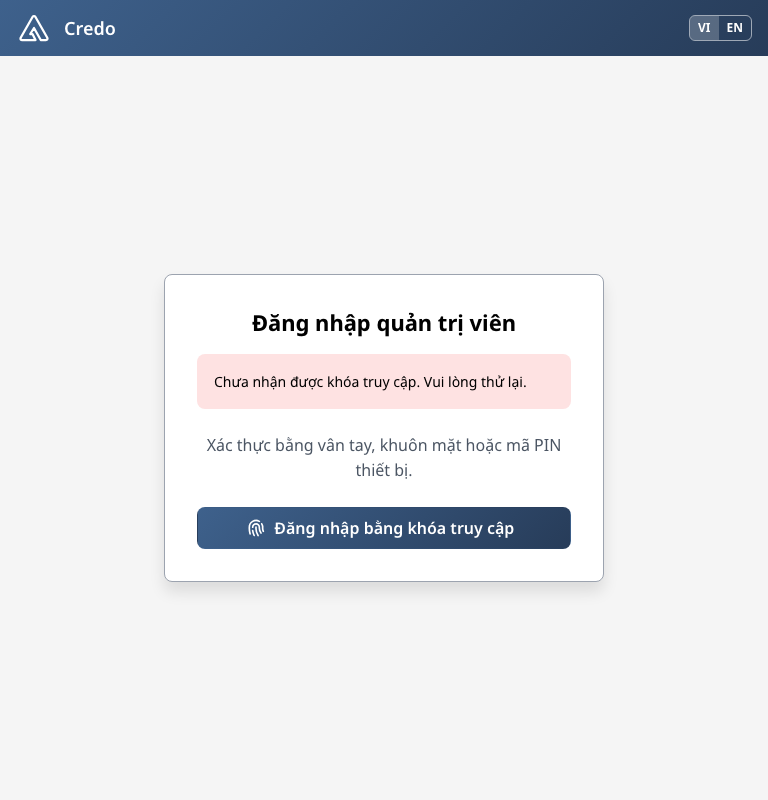 Credo
VI EN
Đăng nhập quản trị viên
Chưa nhận được khóa truy cập. Vui lòng thử lại.
Xác thực bằng vân tay, khuôn mặt hoặc mã PIN
thiết bị.
Đăng nhập bằng khóa truy cập